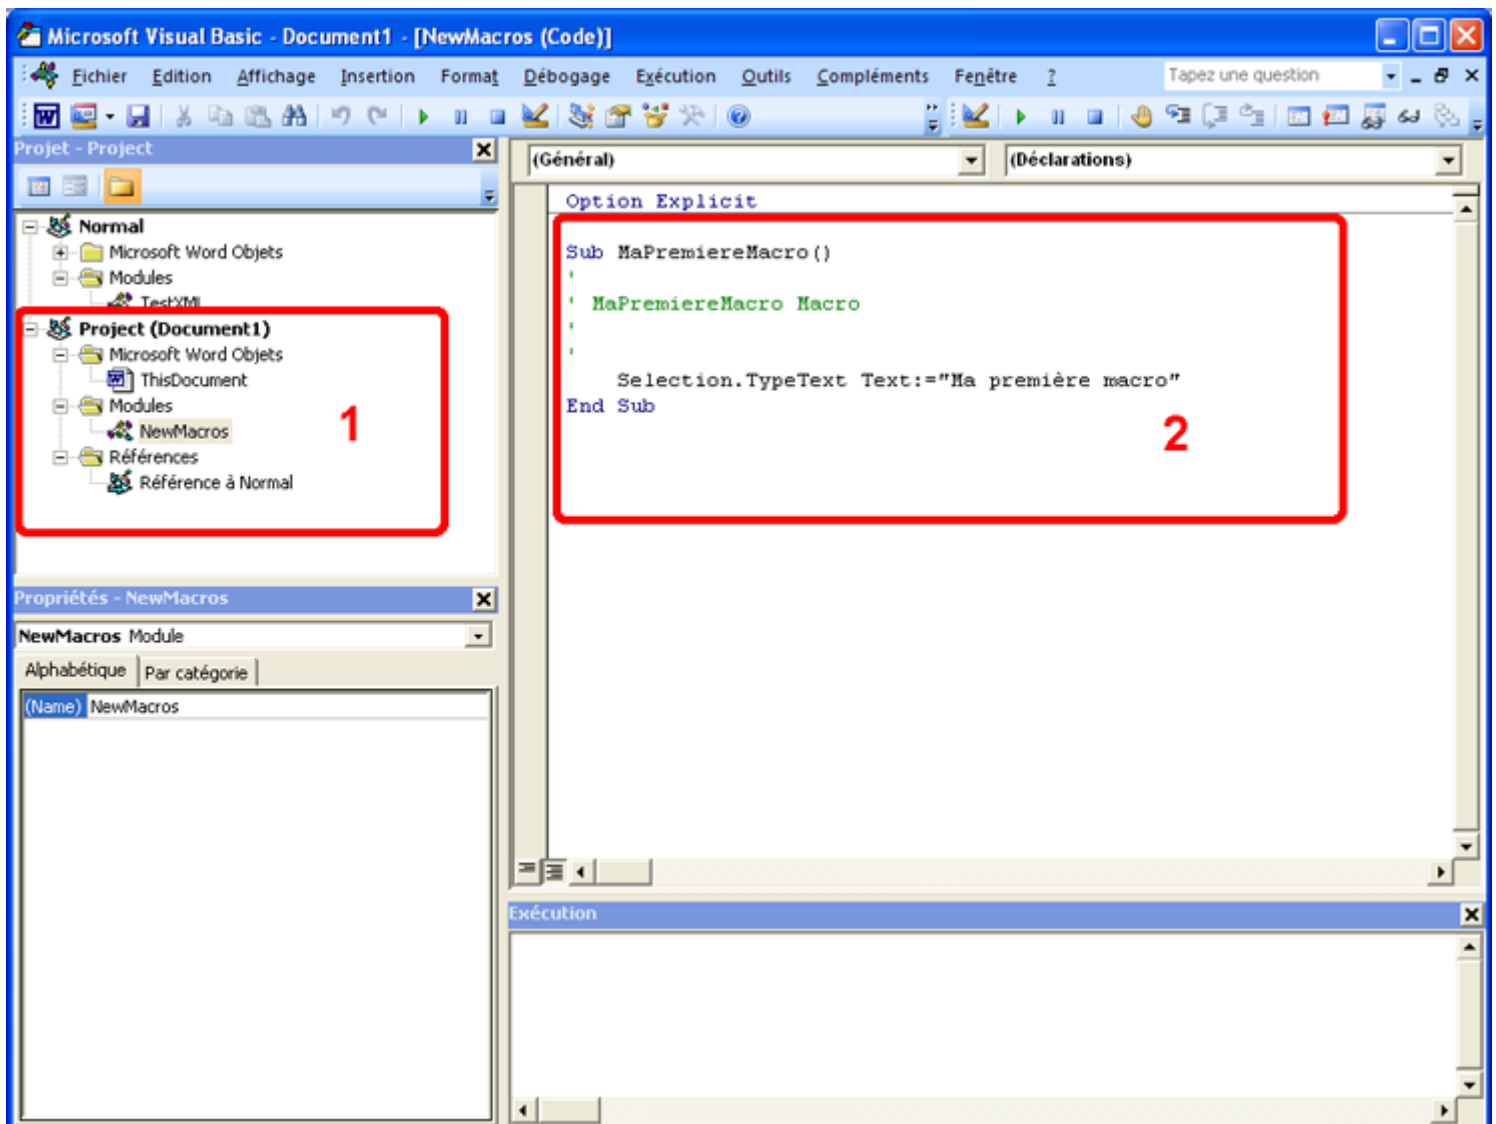 Microsoft Visual Basic - Document1 - [NewMacros (Code)]
Fichier Edition Affichage Insertion Format Débogage Exécution Outils Compléments Fenêtre ? Tapez une question
Projet - Project
(Général) (Déclarations)
Option Explicit
Normal
Microsoft Word Objets
Modules
TestXML
Project (Document1)
Microsoft Word Objets
ThisDocument
Modules
NewMacros
Références
Référence à Normal
1
Sub MaPremiereMacro()
'
' MaPremiereMacro Macro
'
'
Selection.TypeText Text:="Ma première macro"
End Sub
2
Propriétés - NewMacros
NewMacros Module
Alphabétique Par catégorie
(Name) NewMacros
Exécution